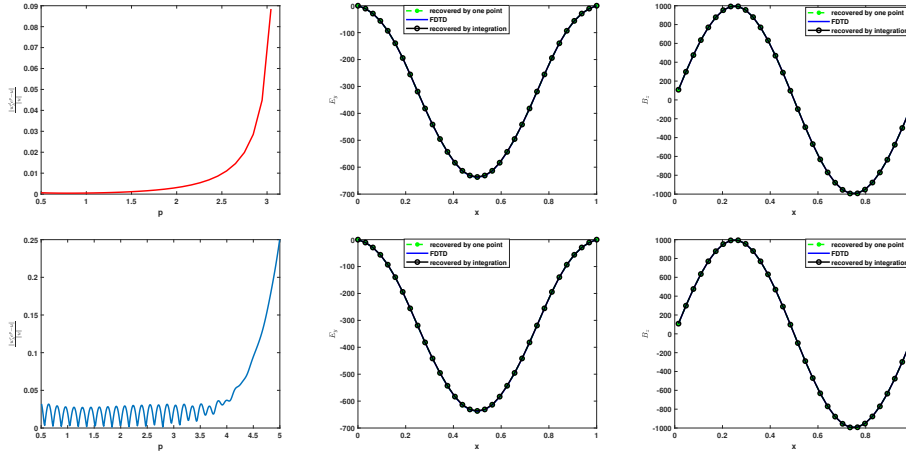 0.09
0.08
0.07
0.06
0.05
0.04
0.03
0.02
0.01
0
0.5 1 1.5 2 2.5 3
p
0
-100
-200
-300
-400
-500
-600
-700
E_y
0 0.2 0.4 0.6 0.8 1
x
recovered by one point
FDTD
recovered by integration
1000
800
600
400
200
0
-200
-400
-600
-800
-1000
B_z
0 0.2 0.4 0.6 0.8
x
recovered by one point
FDTD
recovered by integration
0.25
0.2
0.15
0.1
0.05
0
0.5 1 1.5 2 2.5 3 3.5 4 4.5 5
p
0
-100
-200
-300
-400
-500
-600
-700
E_y
0 0.2 0.4 0.6 0.8 1
x
recovered by one point
FDTD
recovered by integration
1000
800
600
400
200
0
-200
-400
-600
-800
-1000
B_z
0 0.2 0.4 0.6 0.8
x
recovered by one point
FDTD
recovered by integration